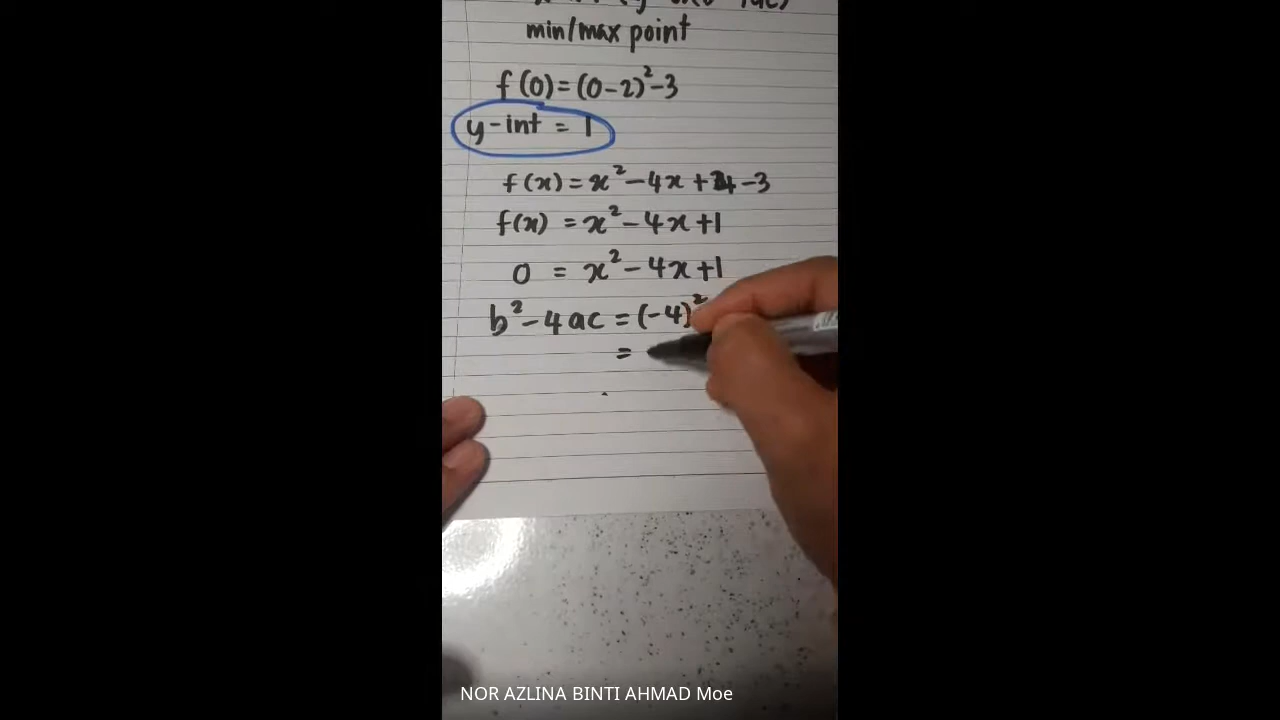 min/max point
f(0)=(0-2)²-3
y-int = 1
f(x)=x²-4x+4-3
f(x) = x²-4x+1
0 = x²-4x+1
b²-4ac = (-4)²
=
NOR AZLINA BINTI AHMAD Moe